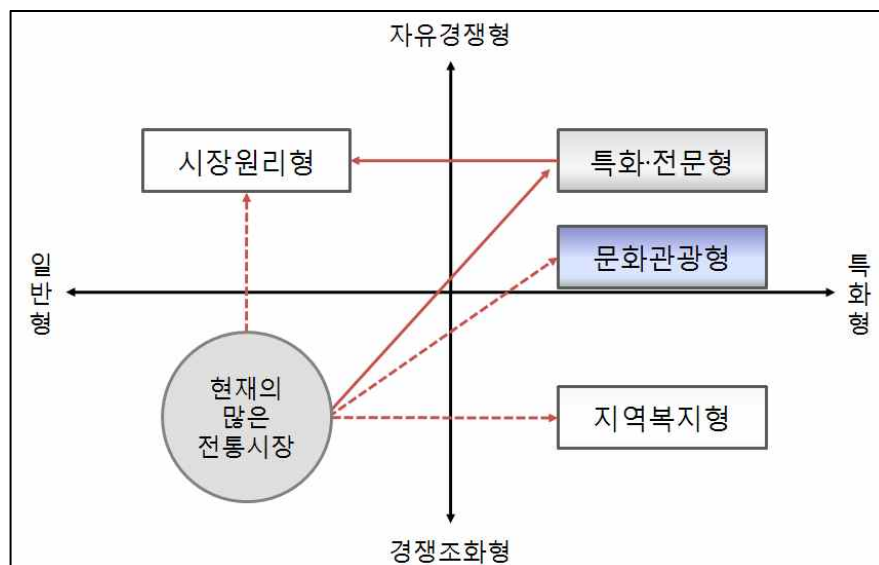 자유경쟁형
시장원리형
특화·전문형
문화관광형
일
반
형
특
화
형
현재의
많은
전통시장
지역복지형
경쟁조화형